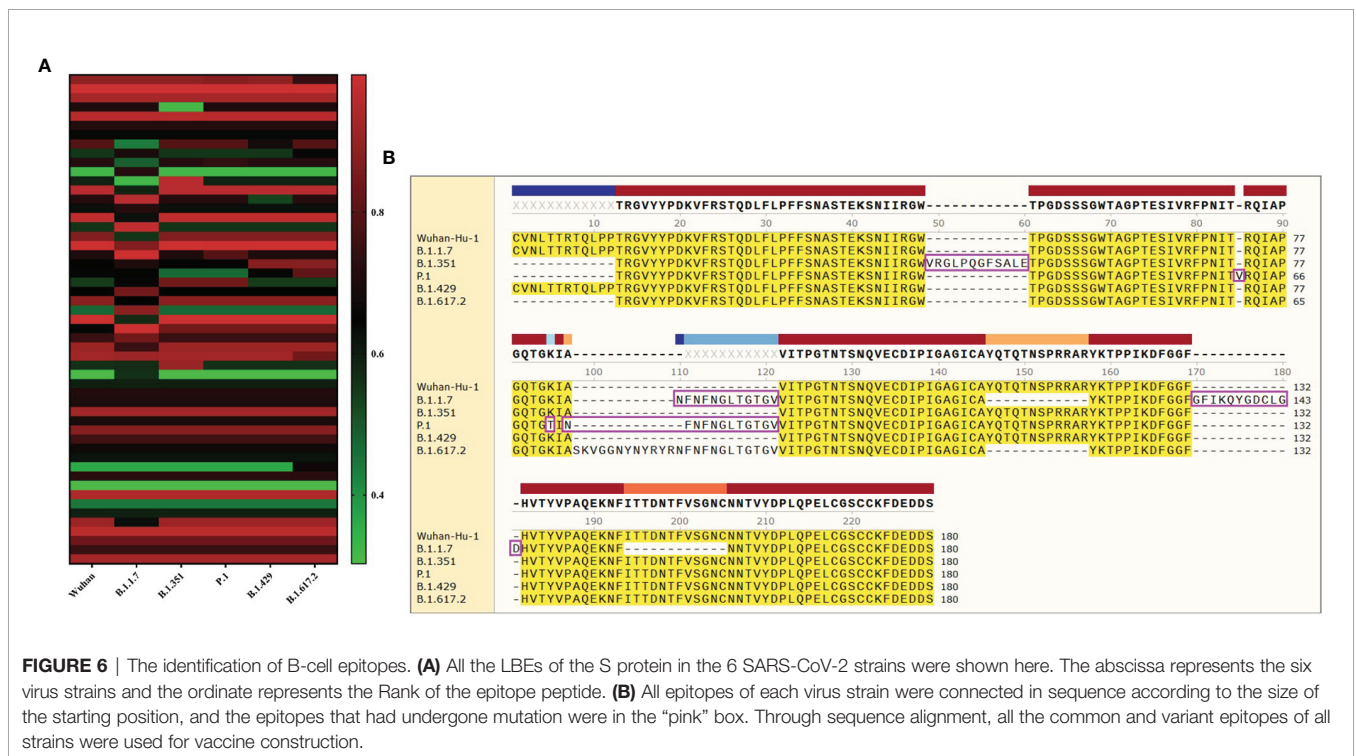 A
0.8
0.6
0.4
Wuhan
B.1.1.7
B.1.351
P.1
B.1.429
B.1.617.2
B
XXXXXXXXXXXXTRGVYYPDKVFRSTQDLFLPFFSNASTEKSNIIRGW------------TPGDSSSGWTAGPTESIVRFPNIT-RQIAP
10 20 30 40 50 60 70 80 90
Wuhan-Hu-1 CVNLTTRTQLPPTRGVYYPDKVFRSTQDLFLPFFSNASTEKSNIIRGW------------TPGDSSSGWTAGPTESIVRFPNIT-RQIAP 77
B.1.1.7 CVNLTTRTQLPPTRGVYYPDKVFRSTQDLFLPFFSNASTEKSNIIRGW------------TPGDSSSGWTAGPTESIVRFPNIT-RQIAP 77
B.1.351 ------------TRGVYYPDKVFRSTQDLFLPFFSNASTEKSNIIRGWVRGLPQGFSALETPGDSSSGWTAGPTESIVRFPNIT-RQIAP 77
P.1 ------------TRGVYYPDKVFRSTQDLFLPFFSNASTEKSNIIRGW------------TPGDSSSGWTAGPTESIVRFPNITVRQIAP 66
B.1.429 CVNLTTRTQLPPTRGVYYPDKVFRSTQDLFLPFFSNASTEKSNIIRGW------------TPGDSSSGWTAGPTESIVRFPNIT-RQIAP 77
B.1.617.2 ------------TRGVYYPDKVFRSTQDLFLPFFSNASTEKSNIIRGW------------TPGDSSSGWTAGPTESIVRFPNIT-RQIAP 65
GQTGKIA-------------XXXXXXXXXXXVITPGTNTSNQVECDIPIGAGICAYQTQTNSPRRARYKTPPIKDFGGF-----------
100 110 120 130 140 150 160 170 180
Wuhan-Hu-1 GQTGKIA------------------------VITPGTNTSNQVECDIPIGAGICAYQTQTNSPRRARYKTPPIKDFGGF----------- 132
B.1.1.7 GQTGKIA------------NFNFNGLTGTGVVITPGTNTSNQVECDIPIGAGICA------------YKTPPIKDFGGFGFIKQYGDCLG 143
B.1.351 GQTGKIA------------------------VITPGTNTSNQVECDIPIGAGICAYQTQTNSPRRARYKTPPIKDFGGF----------- 132
P.1 GQTGTIN-------------FNFNGLTGTGVVITPGTNTSNQVECDIPIGAGICAYQTQTNSPRRARYKTPPIKDFGGF----------- 132
B.1.429 GQTGKIA------------------------VITPGTNTSNQVECDIPIGAGICAYQTQTNSPRRARYKTPPIKDFGGF----------- 132
B.1.617.2 GQTGKIASKVGGNYNYRYRNFNFNGLTGTGVVITPGTNTSNQVECDIPIGAGICA------------YKTPPIKDFGGF----------- 132
-HVTYVPAQEKNFITTDNTFVSGNCNNTVYDPLQPELCGSCCKFDEDDS
190 200 210 220
Wuhan-Hu-1 -HVTYVPAQEKNFITTDNTFVSGNCNNTVYDPLQPELCGSCCKFDEDDS 180
B.1.1.7 DHVTYVPAQEKNF------------NNTVYDPLQPELCGSCCKFDEDDS 180
B.1.351 -HVTYVPAQEKNFITTDNTFVSGNCNNTVYDPLQPELCGSCCKFDEDDS 180
P.1 -HVTYVPAQEKNFITTDNTFVSGNCNNTVYDPLQPELCGSCCKFDEDDS 180
B.1.429 -HVTYVPAQEKNFITTDNTFVSGNCNNTVYDPLQPELCGSCCKFDEDDS 180
B.1.617.2 -HVTYVPAQEKNFITTDNTFVSGNCNNTVYDPLQPELCGSCCKFDEDDS 180
FIGURE 6 | The identification of B-cell epitopes. (A) All the LBEs of the S protein in the 6 SARS-CoV-2 strains were shown here. The abscissa represents the six
virus strains and the ordinate represents the Rank of the epitope peptide. (B) All epitopes of each virus strain were connected in sequence according to the size of
the starting position, and the epitopes that had undergone mutation were in the “pink” box. Through sequence alignment, all the common and variant epitopes of all
strains were used for vaccine construction.